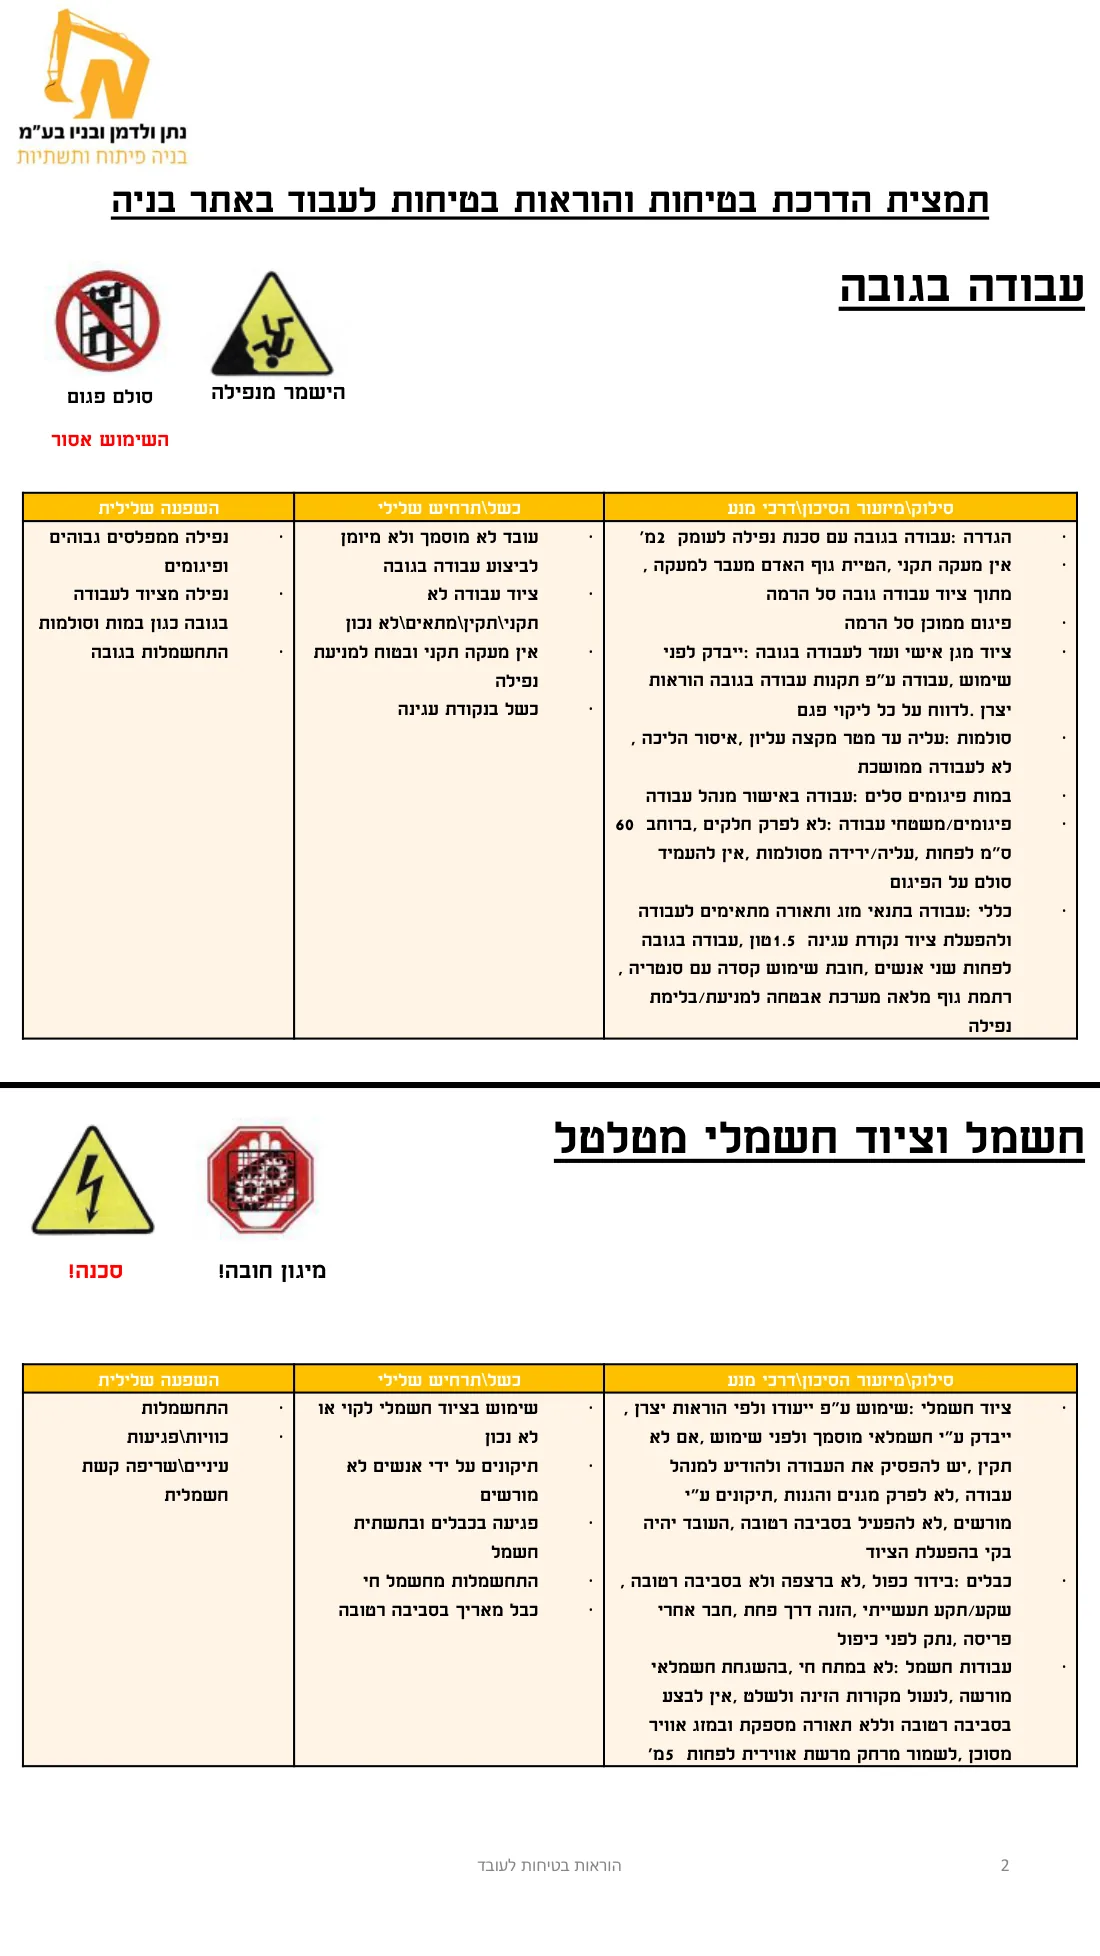 נתן ולדמן ובניו בע"מ
בניה פיתוח ותשתיות
תמצית הדרכת בטיחות והוראות בטיחות לעבוד באתר בניה
עבודה בגובה
הישמר מנפילה
סולם פגום
השימוש אסור
סילוק\מיזעור הסיכון\דרכי מנע
הגדרה :עבודה בגובה עם סכנת נפילה לעומק 2מ'
אין מעקה תקני ,הטיית גוף האדם מעבר למעקה ,
מתוך ציוד עבודה גובה סל הרמה
פיגום ממוכן סל הרמה
ציוד מגן אישי ועזר לעבודה בגובה :ייבדק לפני
שימוש ,עבודה ע"פ תקנות עבודה בגובה הוראות
יצרן .לדווח על כל ליקוי פגם
סולמות :עליה עד מטר מקצה עליון ,איסור הליכה ,
לא לעבודה ממושכת
במות פיגומים סלים :עבודה באישור מנהל עבודה
פיגומים/משטחי עבודה :לא לפרק חלקים ,ברוחב 60
ס"מ לפחות ,עליה/ירידה מסולמות ,אין להעמיד
סולם על הפיגום
כללי :עבודה בתנאי מזג ותאורה מתאימים לעבודה
ולהפעלת ציוד נקודת עגינה 1.5טון ,עבודה בגובה
לפחות שני אנשים ,חובת שימוש קסדה עם סנטריה ,
רתמת גוף מלאה מערכת אבטחה למניעת/בלימת
נפילה
כשל\תרחיש שלילי
עובד לא מוסמך ולא מיומן
לביצוע עבודה בגובה
ציוד עבודה לא
תקני\תקין\מתאים\לא נכון
אין מעקה תקני ובטוח למניעת
נפילה
כשל בנקודת עגינה
השפעה שלילית
נפילה ממפלסים גבוהים
ופיגומים
נפילה מציוד לעבודה
בגובה כגון במות וסולמות
התחשמלות בגובה
חשמל וציוד חשמלי מטלטל
מיגון חובה!
סכנה!
סילוק\מיזעור הסיכון\דרכי מנע
ציוד חשמלי :שימוש ע"פ ייעודו ולפי הוראות יצרן ,
ייבדק ע"י חשמלאי מוסמך ולפני שימוש ,אם לא
תקין ,יש להפסיק את העבודה ולהודיע למנהל
עבודה ,לא לפרק מגנים והגנות ,תיקונים ע"י
מורשים ,לא להפעיל בסביבה רטובה ,העובד יהיה
בקי בהפעלת הציוד
כבלים :בידוד כפול ,לא ברצפה ולא בסביבה רטובה ,
שקע/תקע תעשייתי ,הזנה דרך פחת ,חבר אחרי
פריסה ,נתק לפני כיפול
עבודות חשמל :לא במתח חי ,בהשגחת חשמלאי
מורשה ,לנעול מקורות הזינה ולשלט ,אין לבצע
בסביבה רטובה וללא תאורה מספקת ובמזג אוויר
מסוכן ,לשמור מרחק מרשת אווירית לפחות 5מ'
כשל\תרחיש שלילי
שימוש בציוד חשמלי לקוי או
לא נכון
תיקונים על ידי אנשים לא
מורשים
פגיעה בכבלים ובתשתית
חשמל
התחשמלות מחשמל חי
כבל מאריך בסביבה רטובה
השפעה שלילית
התחשמלות
כוויות\פגיעות
עיניים\שריפה קשת
חשמלית
הוראות בטיחות לעובד
2